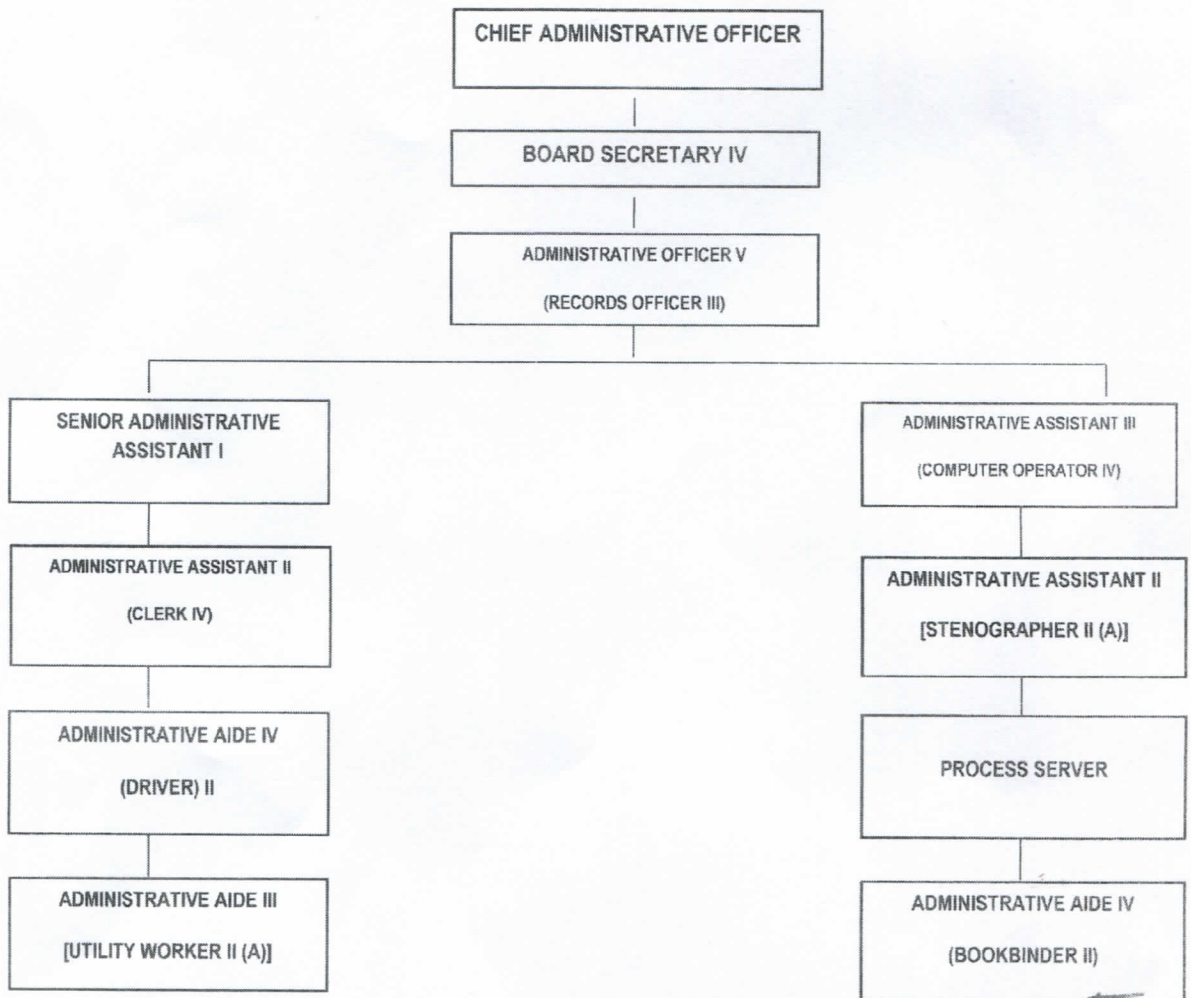 CHIEF ADMINISTRATIVE OFFICER
BOARD SECRETARY IV
ADMINISTRATIVE OFFICER V
(RECORDS OFFICER III)
SENIOR ADMINISTRATIVE
ASSISTANT I
ADMINISTRATIVE ASSISTANT II
(CLERK IV)
ADMINISTRATIVE AIDE IV
(DRIVER) II
ADMINISTRATIVE AIDE III
[UTILITY WORKER II (A)]
ADMINISTRATIVE ASSISTANT III
(COMPUTER OPERATOR IV)
ADMINISTRATIVE ASSISTANT II
[STENOGRAPHER II (A)]
PROCESS SERVER
ADMINISTRATIVE AIDE IV
(BOOKBINDER II)